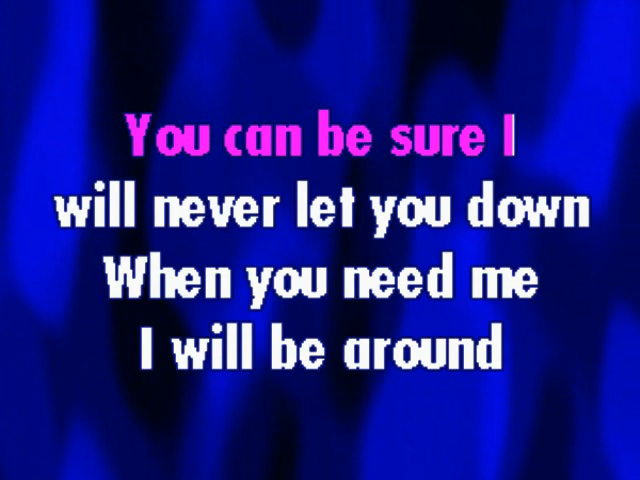 You can be sure I
will never let you down
When you need me
I will be around